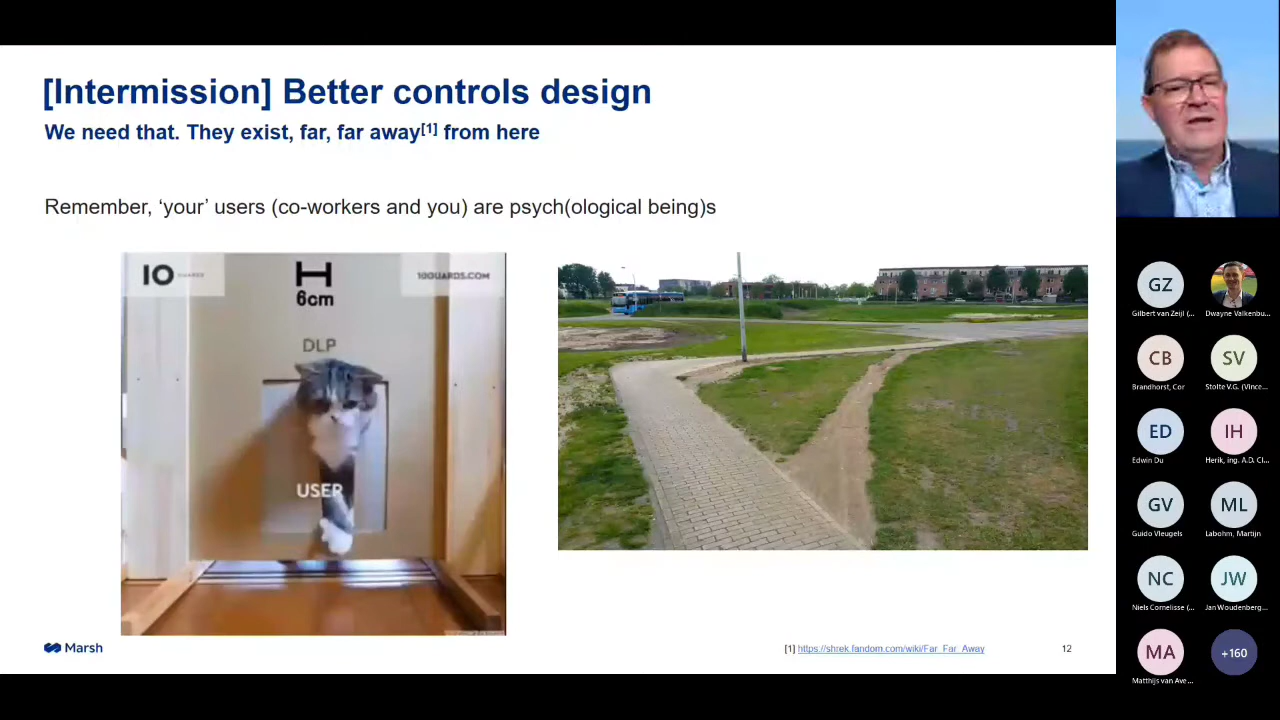 [Intermission] Better controls design
We need that. They exist, far, far away[1] from here
Remember, ‘your’ users (co-workers and you) are psych(ological being)s
10 GUARDS
10GUARDS.COM
6cm
DLP
USER
Marsh
[1] https://shrek.fandom.com/wiki/Far_Far_Away
12
GZ
Gilbert van Zeijl (...
Dwayne Valkenbu...
CB
Brandhorst, Cor
SV
Stolte V.G. (Vince...
ED
Edwin Du
IH
Herik, ing. A.D. Cl...
GV
Guido Vleugels
ML
Labohm, Martijn
NC
Niels Cornelisse (...
JW
Jan Woudenberg...
MA
Matthijs van Ave...
+160